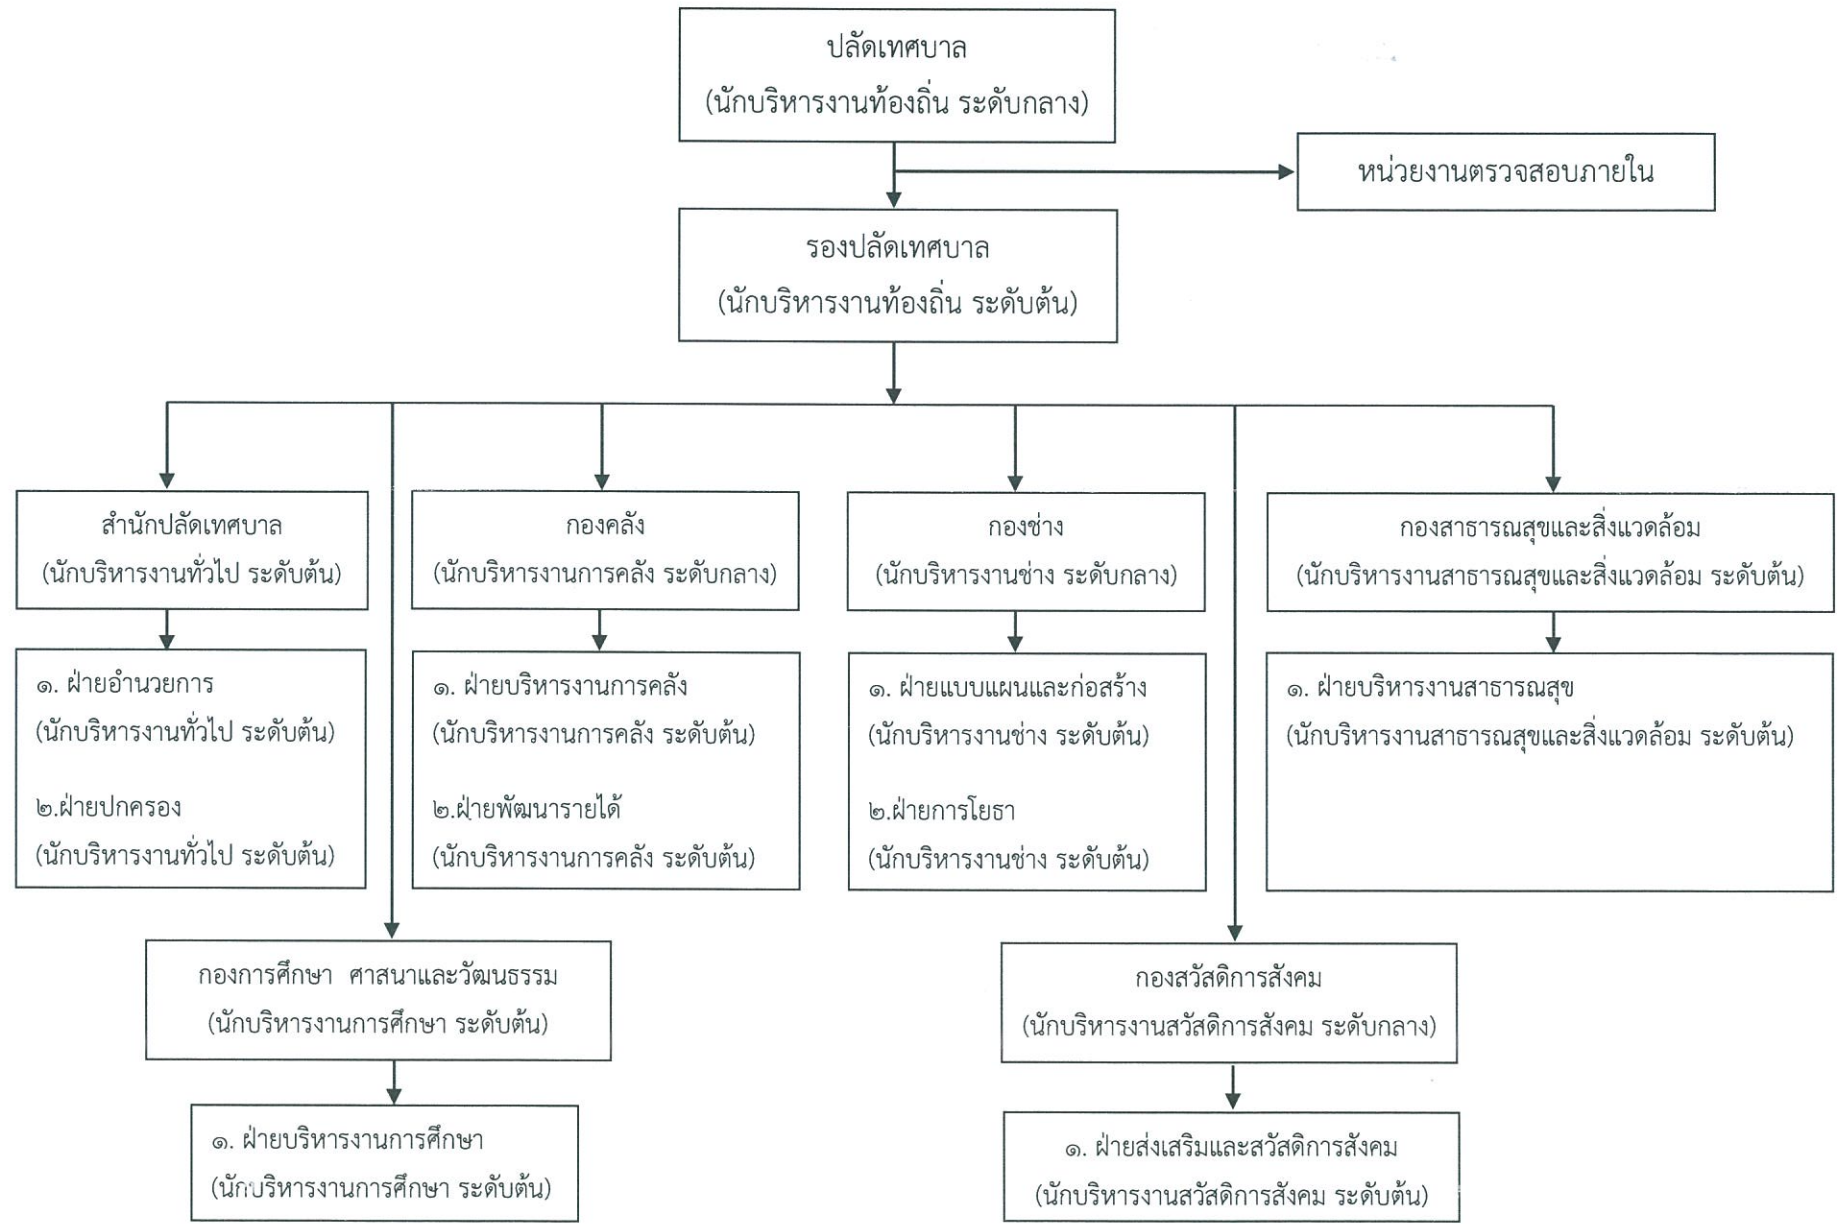 ปลัดเทศบาล
(นักบริหารงานท้องถิ่น ระดับกลาง)
หน่วยงานตรวจสอบภายใน
รองปลัดเทศบาล
(นักบริหารงานท้องถิ่น ระดับต้น)
สำนักปลัดเทศบาล
(นักบริหารงานทั่วไป ระดับต้น)
กองคลัง
(นักบริหารงานการคลัง ระดับกลาง)
กองช่าง
(นักบริหารงานช่าง ระดับกลาง)
กองสาธารณสุขและสิ่งแวดล้อม
(นักบริหารงานสาธารณสุขและสิ่งแวดล้อม ระดับต้น)
๑. ฝ่ายอำนวยการ
(นักบริหารงานทั่วไป ระดับต้น)
๒.ฝ่ายปกครอง
(นักบริหารงานทั่วไป ระดับต้น)
๑. ฝ่ายบริหารงานการคลัง
(นักบริหารงานการคลัง ระดับต้น)
๒.ฝ่ายพัฒนารายได้
(นักบริหารงานการคลัง ระดับต้น)
๑. ฝ่ายแบบแผนและก่อสร้าง
(นักบริหารงานช่าง ระดับต้น)
๒.ฝ่ายการโยธา
(นักบริหารงานช่าง ระดับต้น)
๑. ฝ่ายบริหารงานสาธารณสุข
(นักบริหารงานสาธารณสุขและสิ่งแวดล้อม ระดับต้น)
กองการศึกษา ศาสนาและวัฒนธรรม
(นักบริหารงานการศึกษา ระดับต้น)
กองสวัสดิการสังคม
(นักบริหารงานสวัสดิการสังคม ระดับกลาง)
๑. ฝ่ายบริหารงานการศึกษา
(นักบริหารงานการศึกษา ระดับต้น)
๑. ฝ่ายส่งเสริมและสวัสดิการสังคม
(นักบริหารงานสวัสดิการสังคม ระดับต้น)